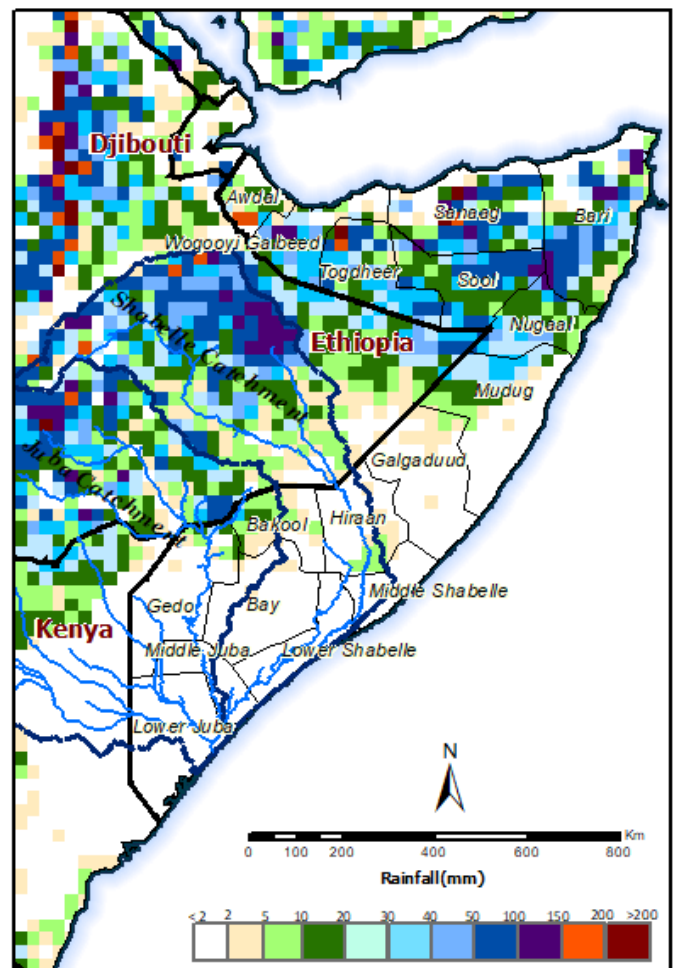 Djibouti
Awdal
Sanaag
Bari
Wogooyi Galbeed
Togdheer
Sool
Shabelle Catchment
Ethiopia
Nugaal
Mudug
Juba Catchment
Galgaduud
Bakool
Hiraan
Gedo
Bay
Middle Shabelle
Kenya
Middle Juba
Lower Shabelle
Lower Juba
N
Km
0 100 200 400 600 800
Rainfall(mm)
<2 2 5 10 20 30 40 50 100 150 200 >200